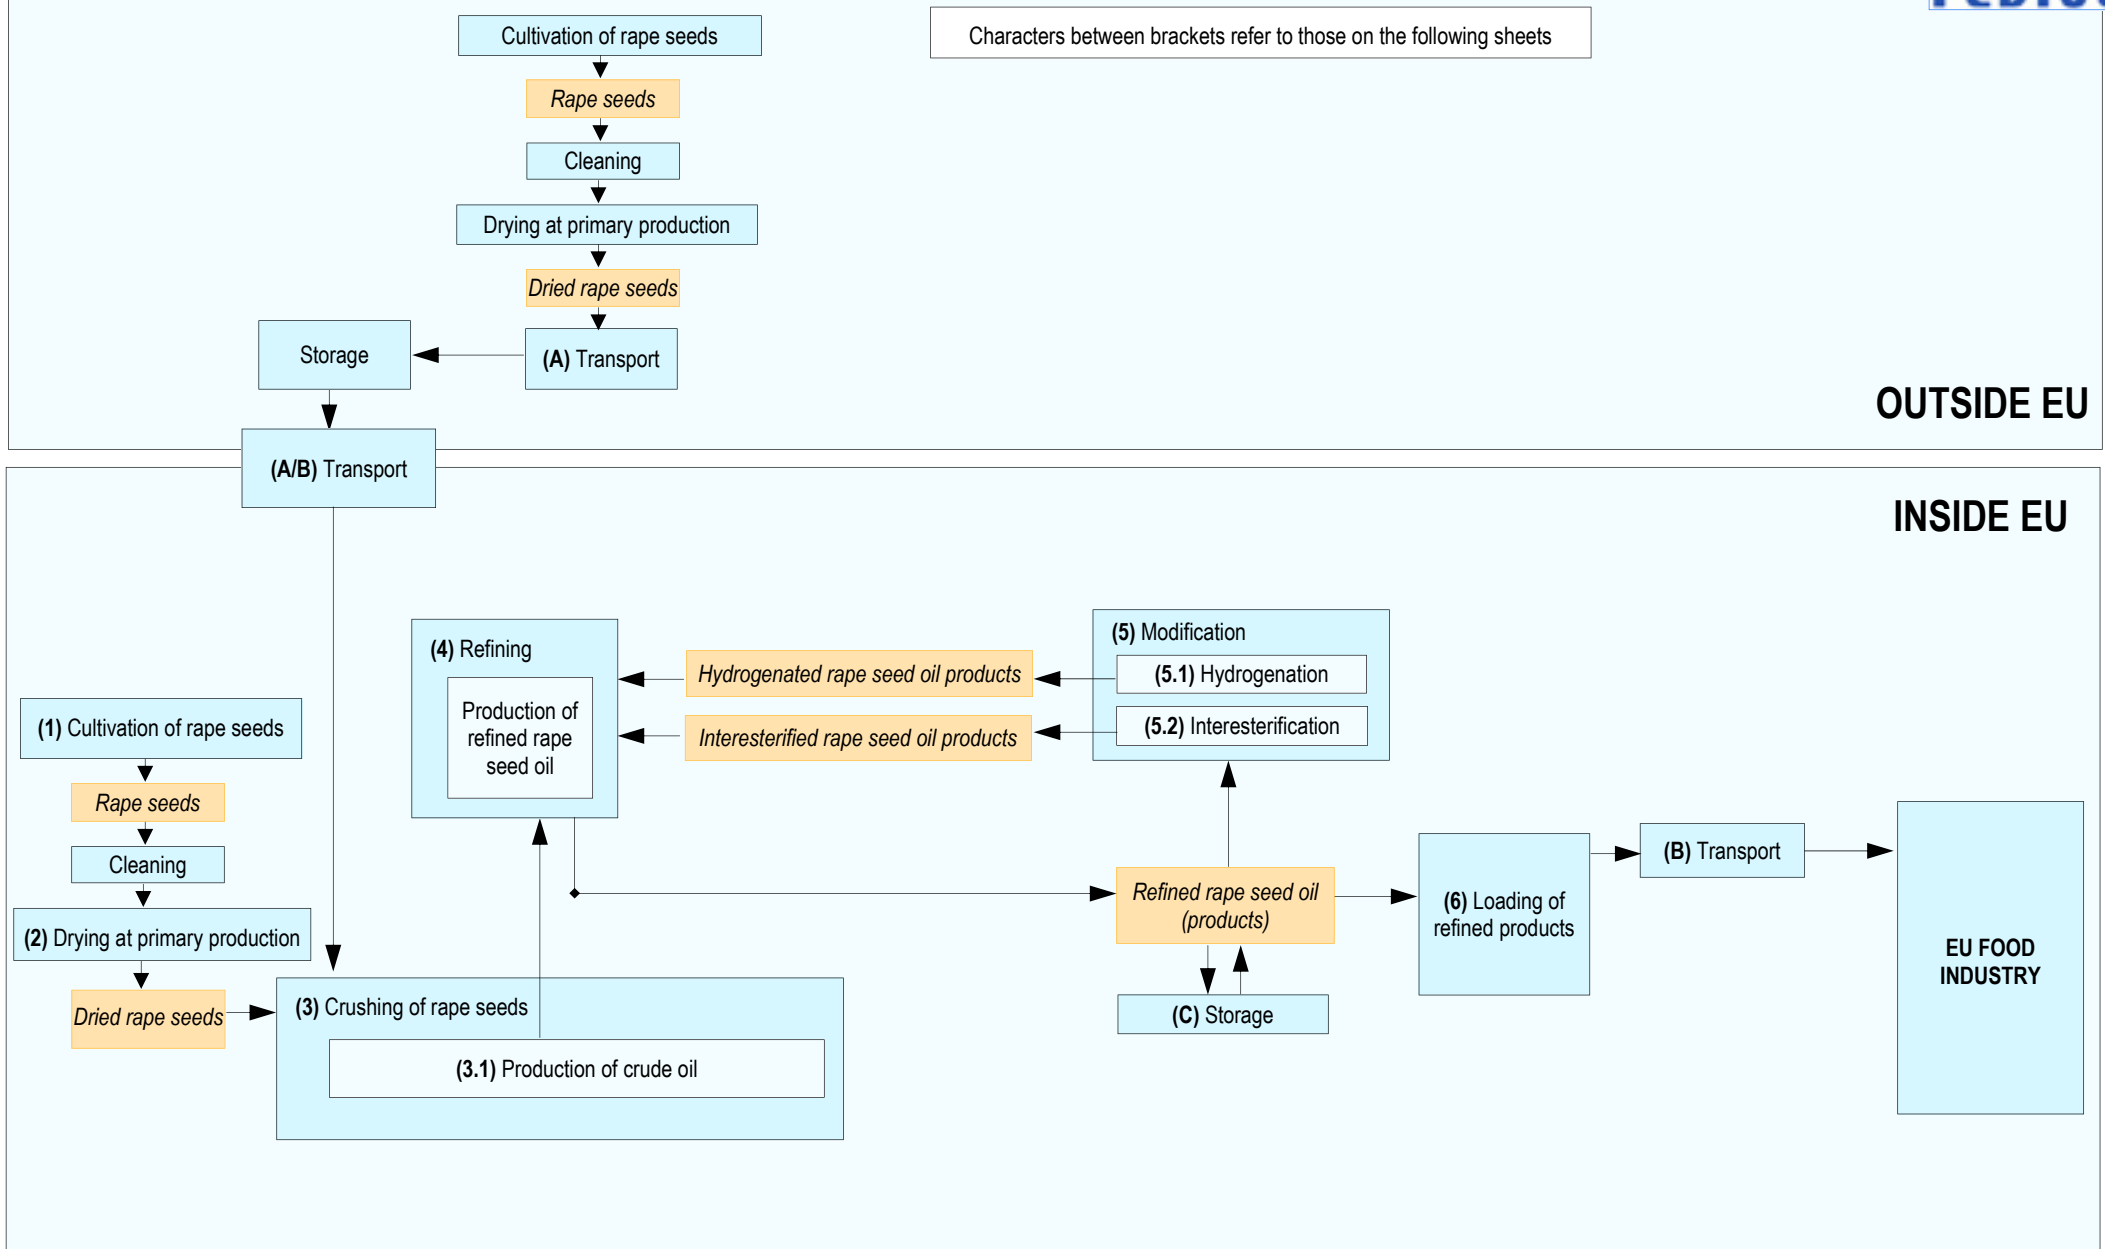 Cultivation of rape seeds
Characters between brackets refer to those on the following sheets
Rape seeds
Cleaning
Drying at primary production
Dried rape seeds
Storage
(A) Transport
OUTSIDE EU
(A/B) Transport
INSIDE EU
(4) Refining
Production of
refined rape
seed oil
Hydrogenated rape seed oil products
Interesterified rape seed oil products
(5) Modification
(5.1) Hydrogenation
(5.2) Interesterification
(1) Cultivation of rape seeds
Rape seeds
Cleaning
(2) Drying at primary production
Dried rape seeds
(3) Crushing of rape seeds
(3.1) Production of crude oil
Refined rape seed oil
(products)
(C) Storage
(6) Loading of
refined products
(B) Transport
EU FOOD
INDUSTRY